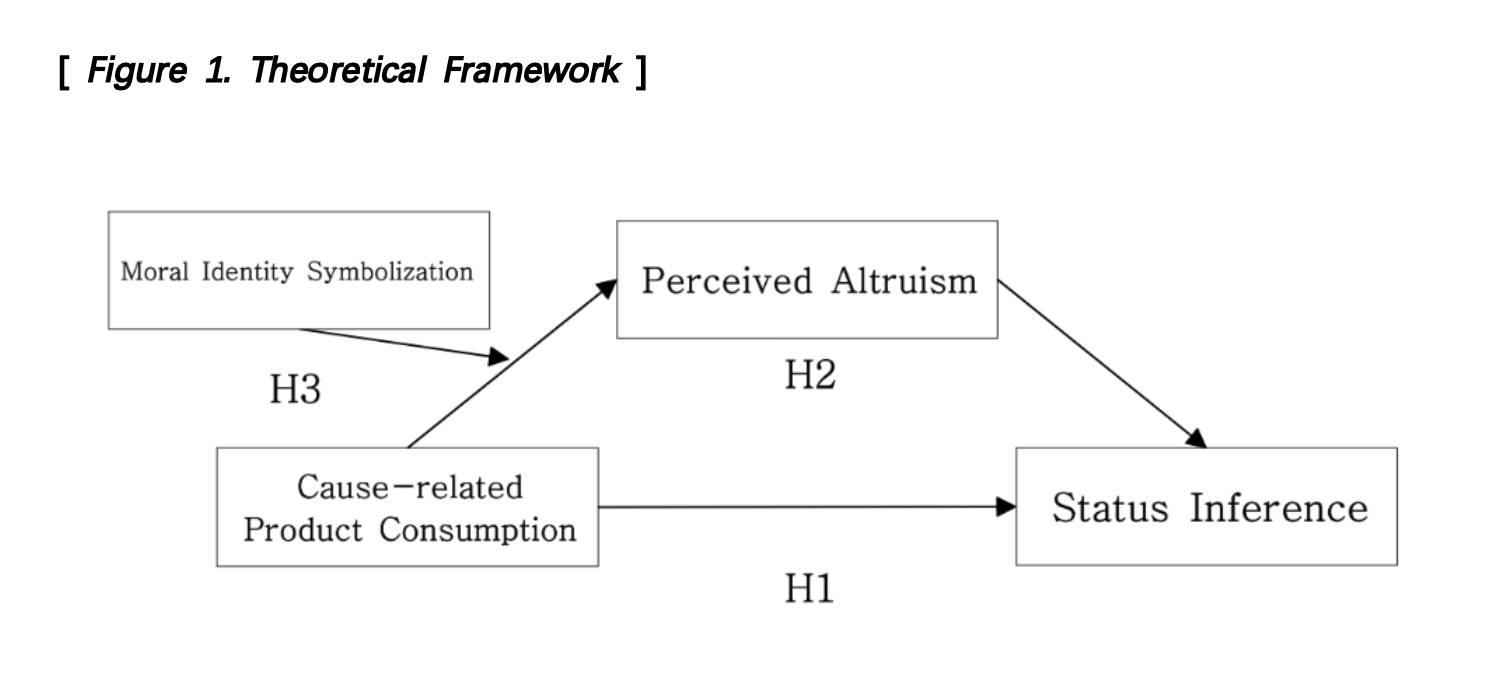 [ Figure 1. Theoretical Framework ]
Moral Identity Symbolization
Perceived Altruism
H3
H2
Cause-related
Product Consumption
Status Inference
H1